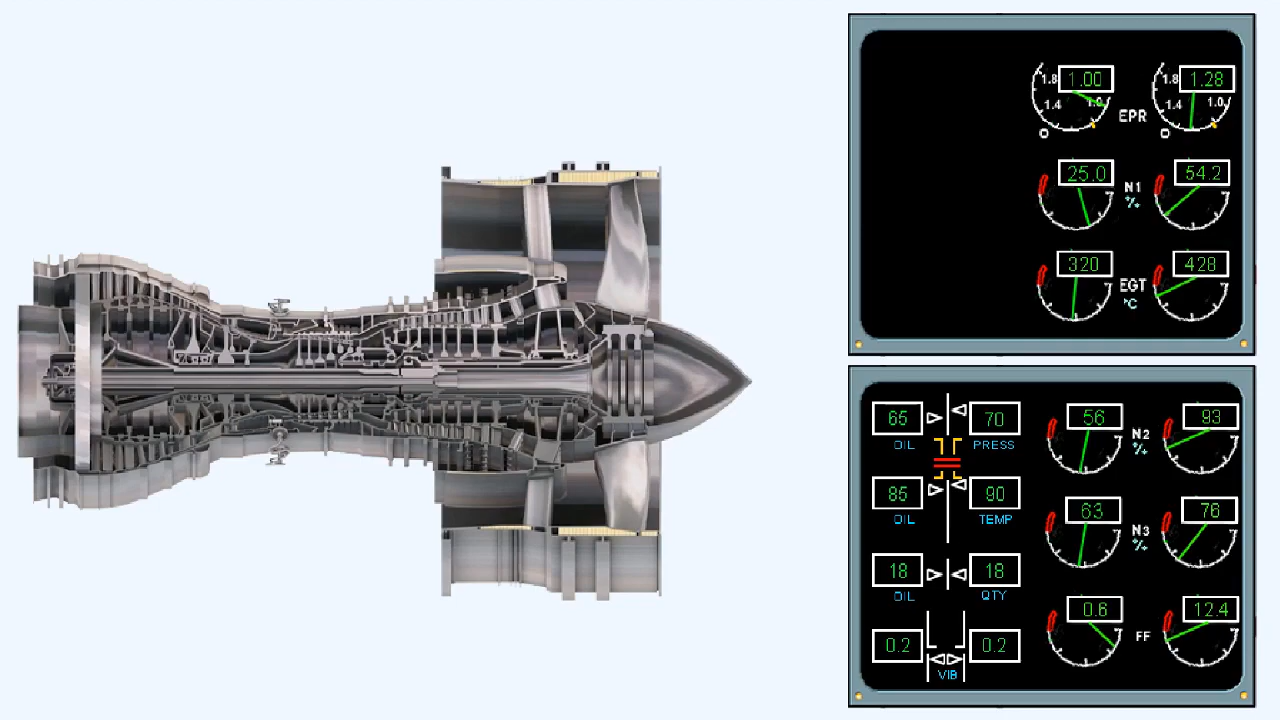 1.8 1.00 1.8 1.28
1.4 1.0 1.4 1.0
EPR
25.0 N1 54.2
%
320 EGT 428
°C
65 70
OIL PRESS
85 90
OIL TEMP
18 18
OIL QTY
0.2 0.2
VIB
56 N2 93
%
63 N3 76
%
0.6 FF 12.4